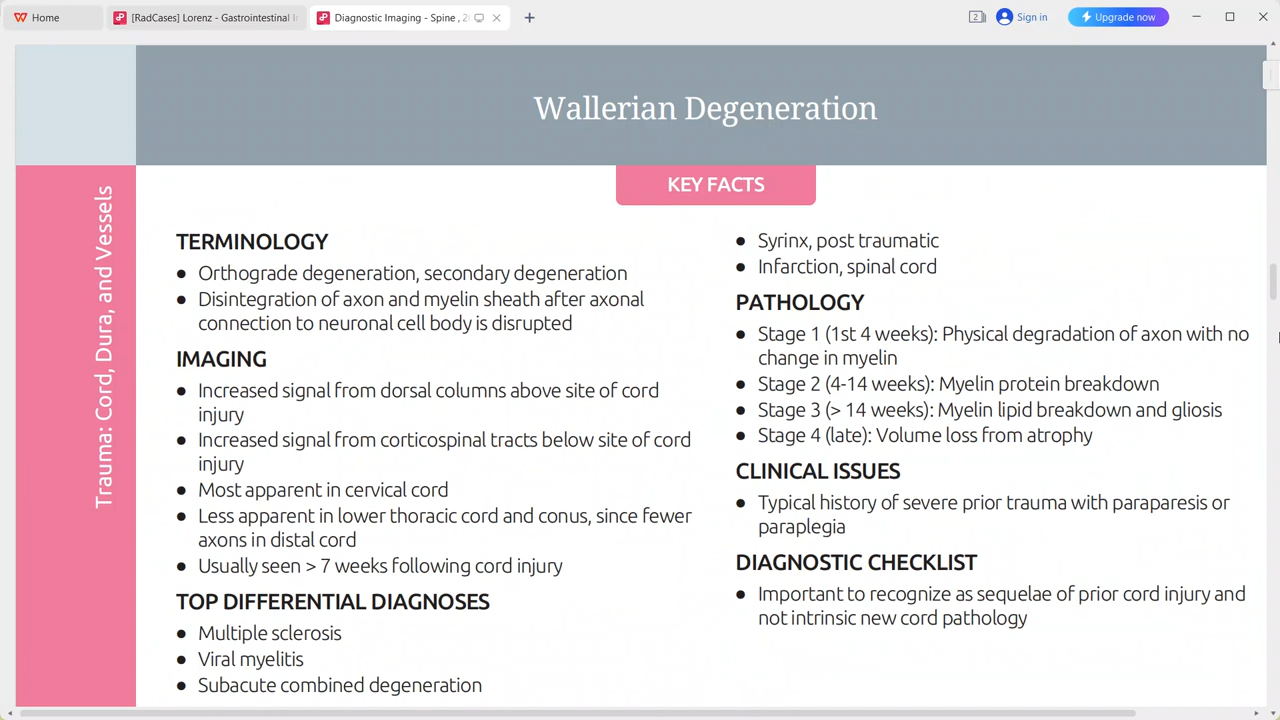 Home
[RadCases] Lorenz - Gastrointestinal
Diagnostic Imaging - Spine
2
Sign in
Upgrade now
Wallerian Degeneration
Trauma: Cord, Dura, and Vessels
KEY FACTS
TERMINOLOGY
● Orthograde degeneration, secondary degeneration
● Disintegration of axon and myelin sheath after axonal
connection to neuronal cell body is disrupted
IMAGING
● Increased signal from dorsal columns above site of cord
injury
● Increased signal from corticospinal tracts below site of cord
injury
● Most apparent in cervical cord
● Less apparent in lower thoracic cord and conus, since fewer
axons in distal cord
● Usually seen > 7 weeks following cord injury
TOP DIFFERENTIAL DIAGNOSES
● Multiple sclerosis
● Viral myelitis
● Subacute combined degeneration
● Syrinx, post traumatic
● Infarction, spinal cord
PATHOLOGY
● Stage 1 (1st 4 weeks): Physical degradation of axon with no
change in myelin
● Stage 2 (4-14 weeks): Myelin protein breakdown
● Stage 3 (> 14 weeks): Myelin lipid breakdown and gliosis
● Stage 4 (late): Volume loss from atrophy
CLINICAL ISSUES
● Typical history of severe prior trauma with paraparesis or
paraplegia
DIAGNOSTIC CHECKLIST
● Important to recognize as sequelae of prior cord injury and
not intrinsic new cord pathology